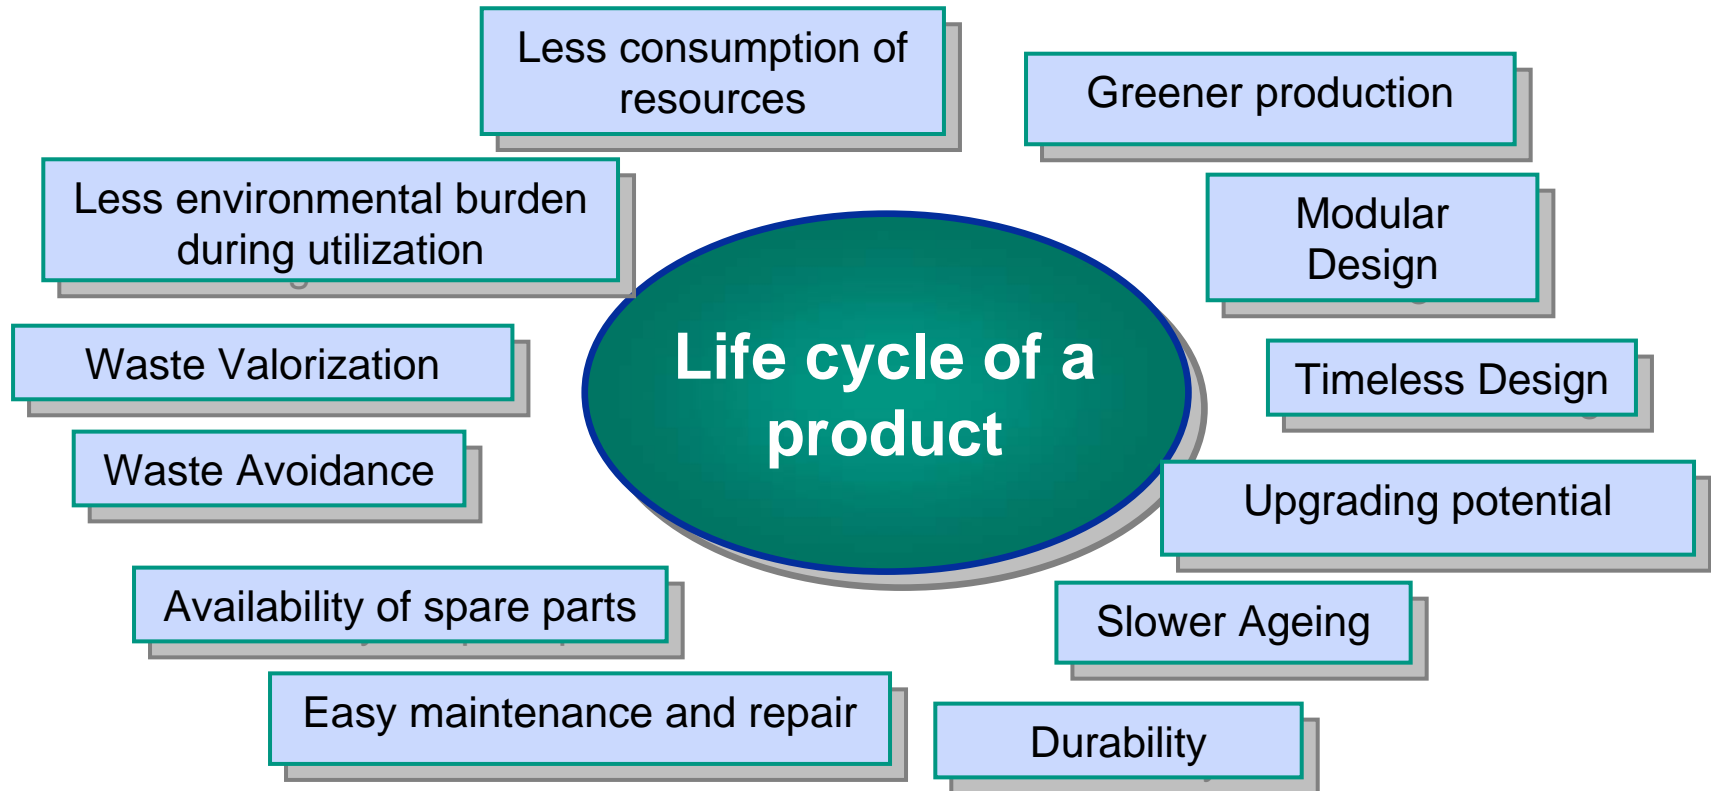 Less consumption of
resources
Greener production
Less environmental burden
during utilization
Modular
Design
Waste Valorization
Life cycle of a
product
Timeless Design
Waste Avoidance
Upgrading potential
Availability of spare parts
Slower Ageing
Easy maintenance and repair
Durability